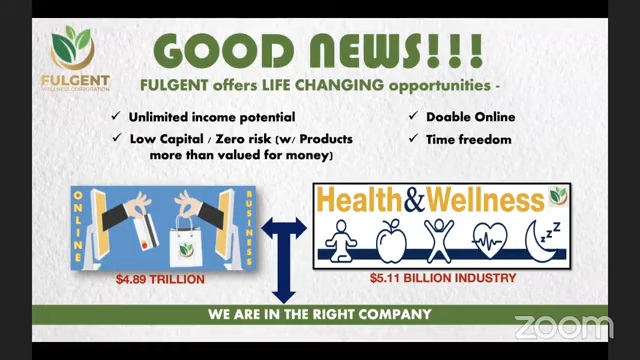 GOOD NEWS!!!
FULGENT
WELLNESS CORPORATION
FULGENT offers LIFE CHANGING opportunities -
✓ Unlimited income potential
✓ Low Capital / Zero risk (w/ Products
more than valued for money)
✓ Doable Online
✓ Time freedom
ONLINE
BUSINESS
$4.89 TRILLION
Health&Wellness
zzZ
$5.11 BILLION INDUSTRY
WE ARE IN THE RIGHT COMPANY
zoom